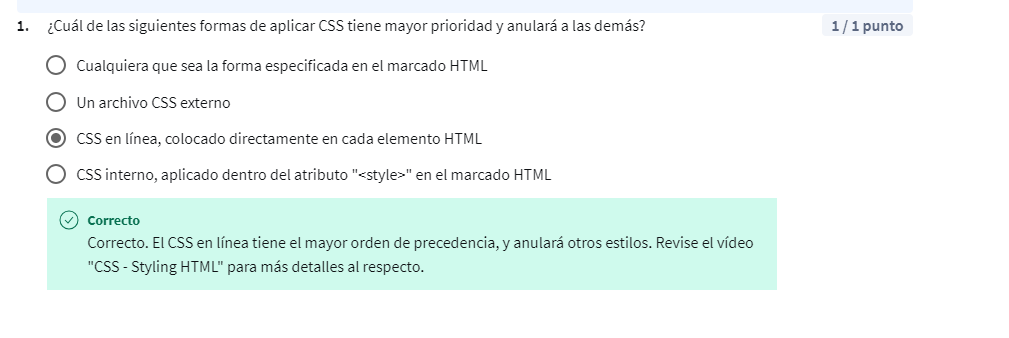 1. ¿Cuál de las siguientes formas de aplicar CSS tiene mayor prioridad y anulará a las demás?
1 / 1 punto
Cualquiera que sea la forma especificada en el marcado HTML
Un archivo CSS externo
CSS en línea, colocado directamente en cada elemento HTML
CSS interno, aplicado dentro del atributo "<style>" en el marcado HTML
Correcto
Correcto. El CSS en línea tiene el mayor orden de precedencia, y anulará otros estilos. Revise el vídeo
"CSS - Styling HTML" para más detalles al respecto.